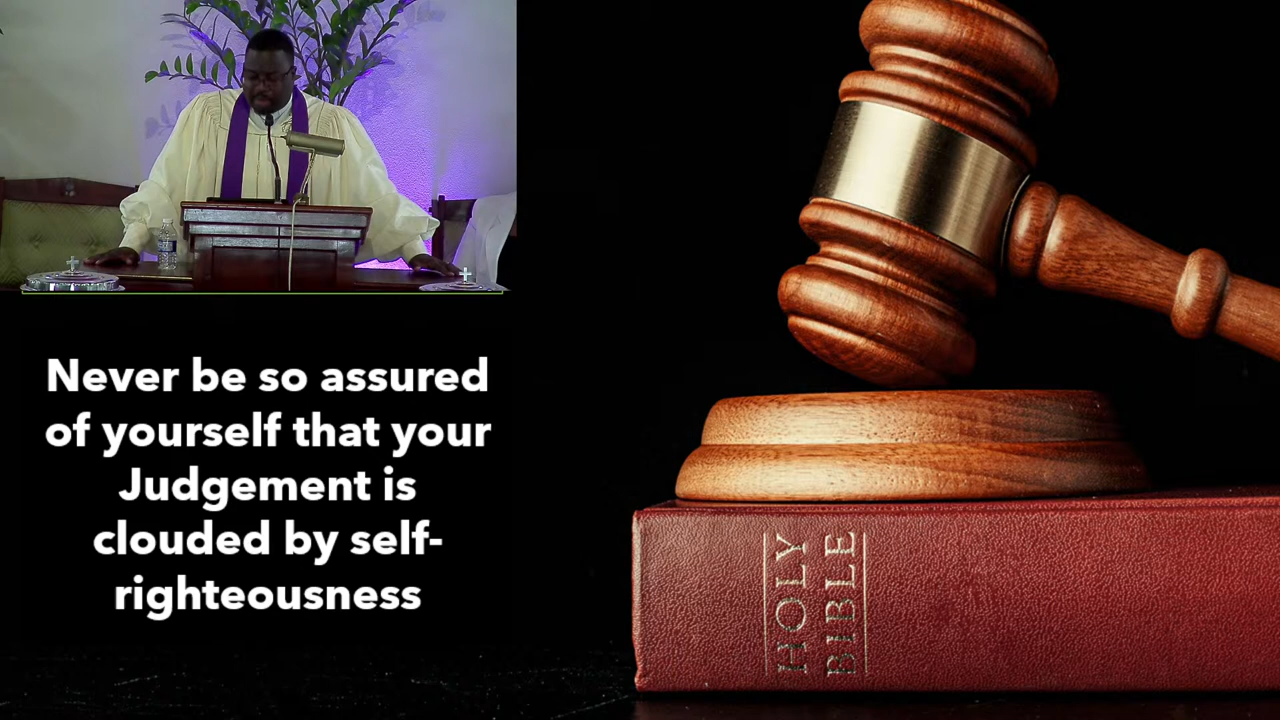 Never be so assured
of yourself that your
Judgement is
clouded by self-
righteousness
HOLY
BIBLE